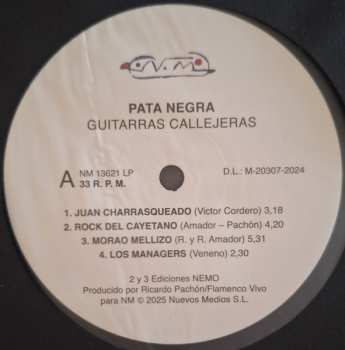 N.M
PATA NEGRA
GUITARRAS CALLEJERAS
A
NM 13621 LP
33 R. P. M.
D.L.: M-20307-2024
1. JUAN CHARRASQUEADO (Victor Cordero) 3,18
2. ROCK DEL CAYETANO (Amador – Pachón) 4,20
3. MORAO MELLIZO (R. y R. Amador) 5,31
4. LOS MANAGERS (Veneno) 2,30
2 y 3 Ediciones NEMO
Producido por Ricardo Pachón/Flamenco Vivo
para NM © 2025 Nuevos Medios S.L.